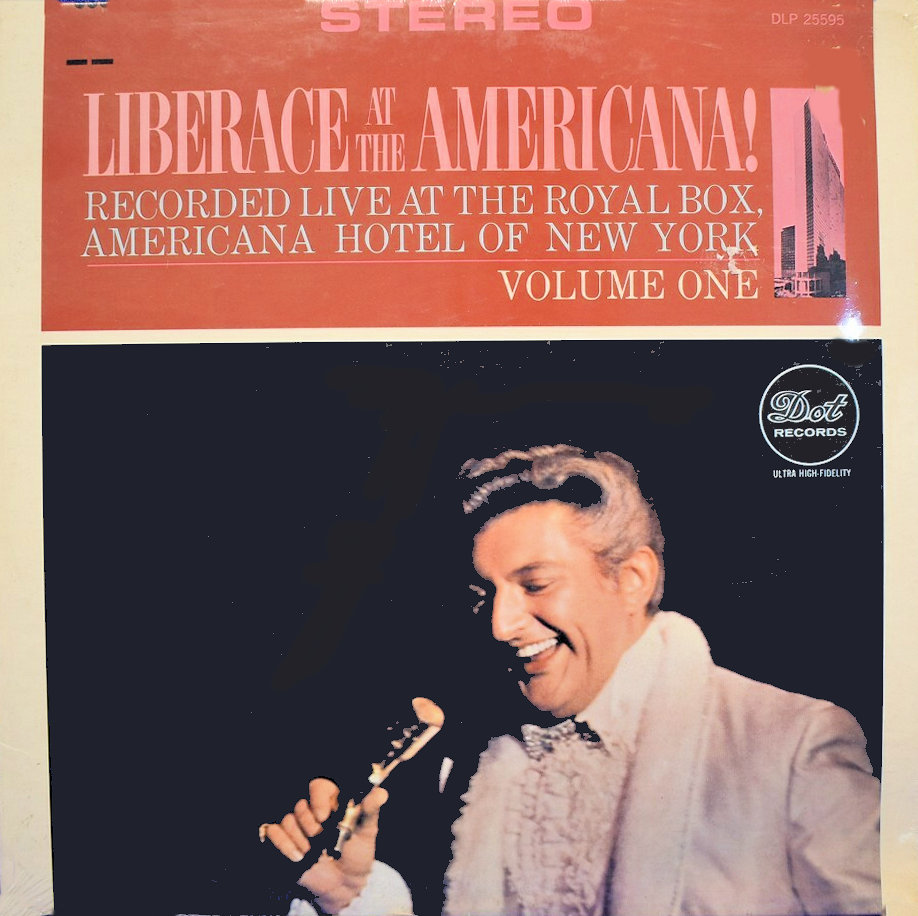 STEREO
DLP 25595
LIBERACE AT THE AMERICANA!
RECORDED LIVE AT THE ROYAL BOX,
AMERICANA HOTEL OF NEW YORK
VOLUME ONE
Dot
RECORDS
ULTRA HIGH-FIDELITY